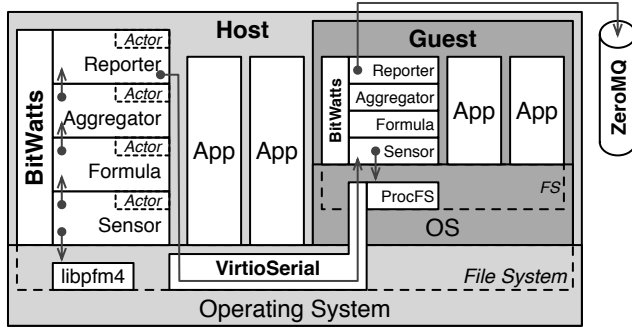 Host
Guest
BitWatts
Actor
Reporter
Actor
Aggregator
Actor
Formula
Actor
Sensor
App
App
BitWatts
Reporter
Aggregator
Formula
Sensor
App
App
ZeroMQ
FS
ProcFS
OS
libpfm4
VirtioSerial
File System
Operating System